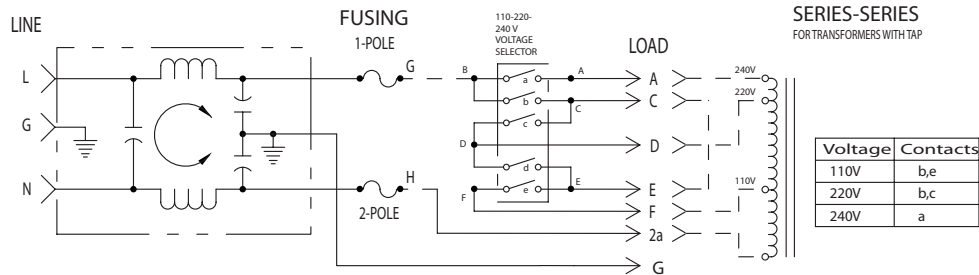 LINE
FUSING
1-POLE
110-220-
240 V
VOLTAGE
SELECTOR
LOAD
SERIES-SERIES
FOR TRANSFORMERS WITH TAP
L
G
B
a
A
A
240V
b
C
C
220V
G
c
D
D
Voltage Contacts
110V b,e
220V b,c
240V a
d
N
H
e
E
E
110V
2-POLE
F
F
2a
G